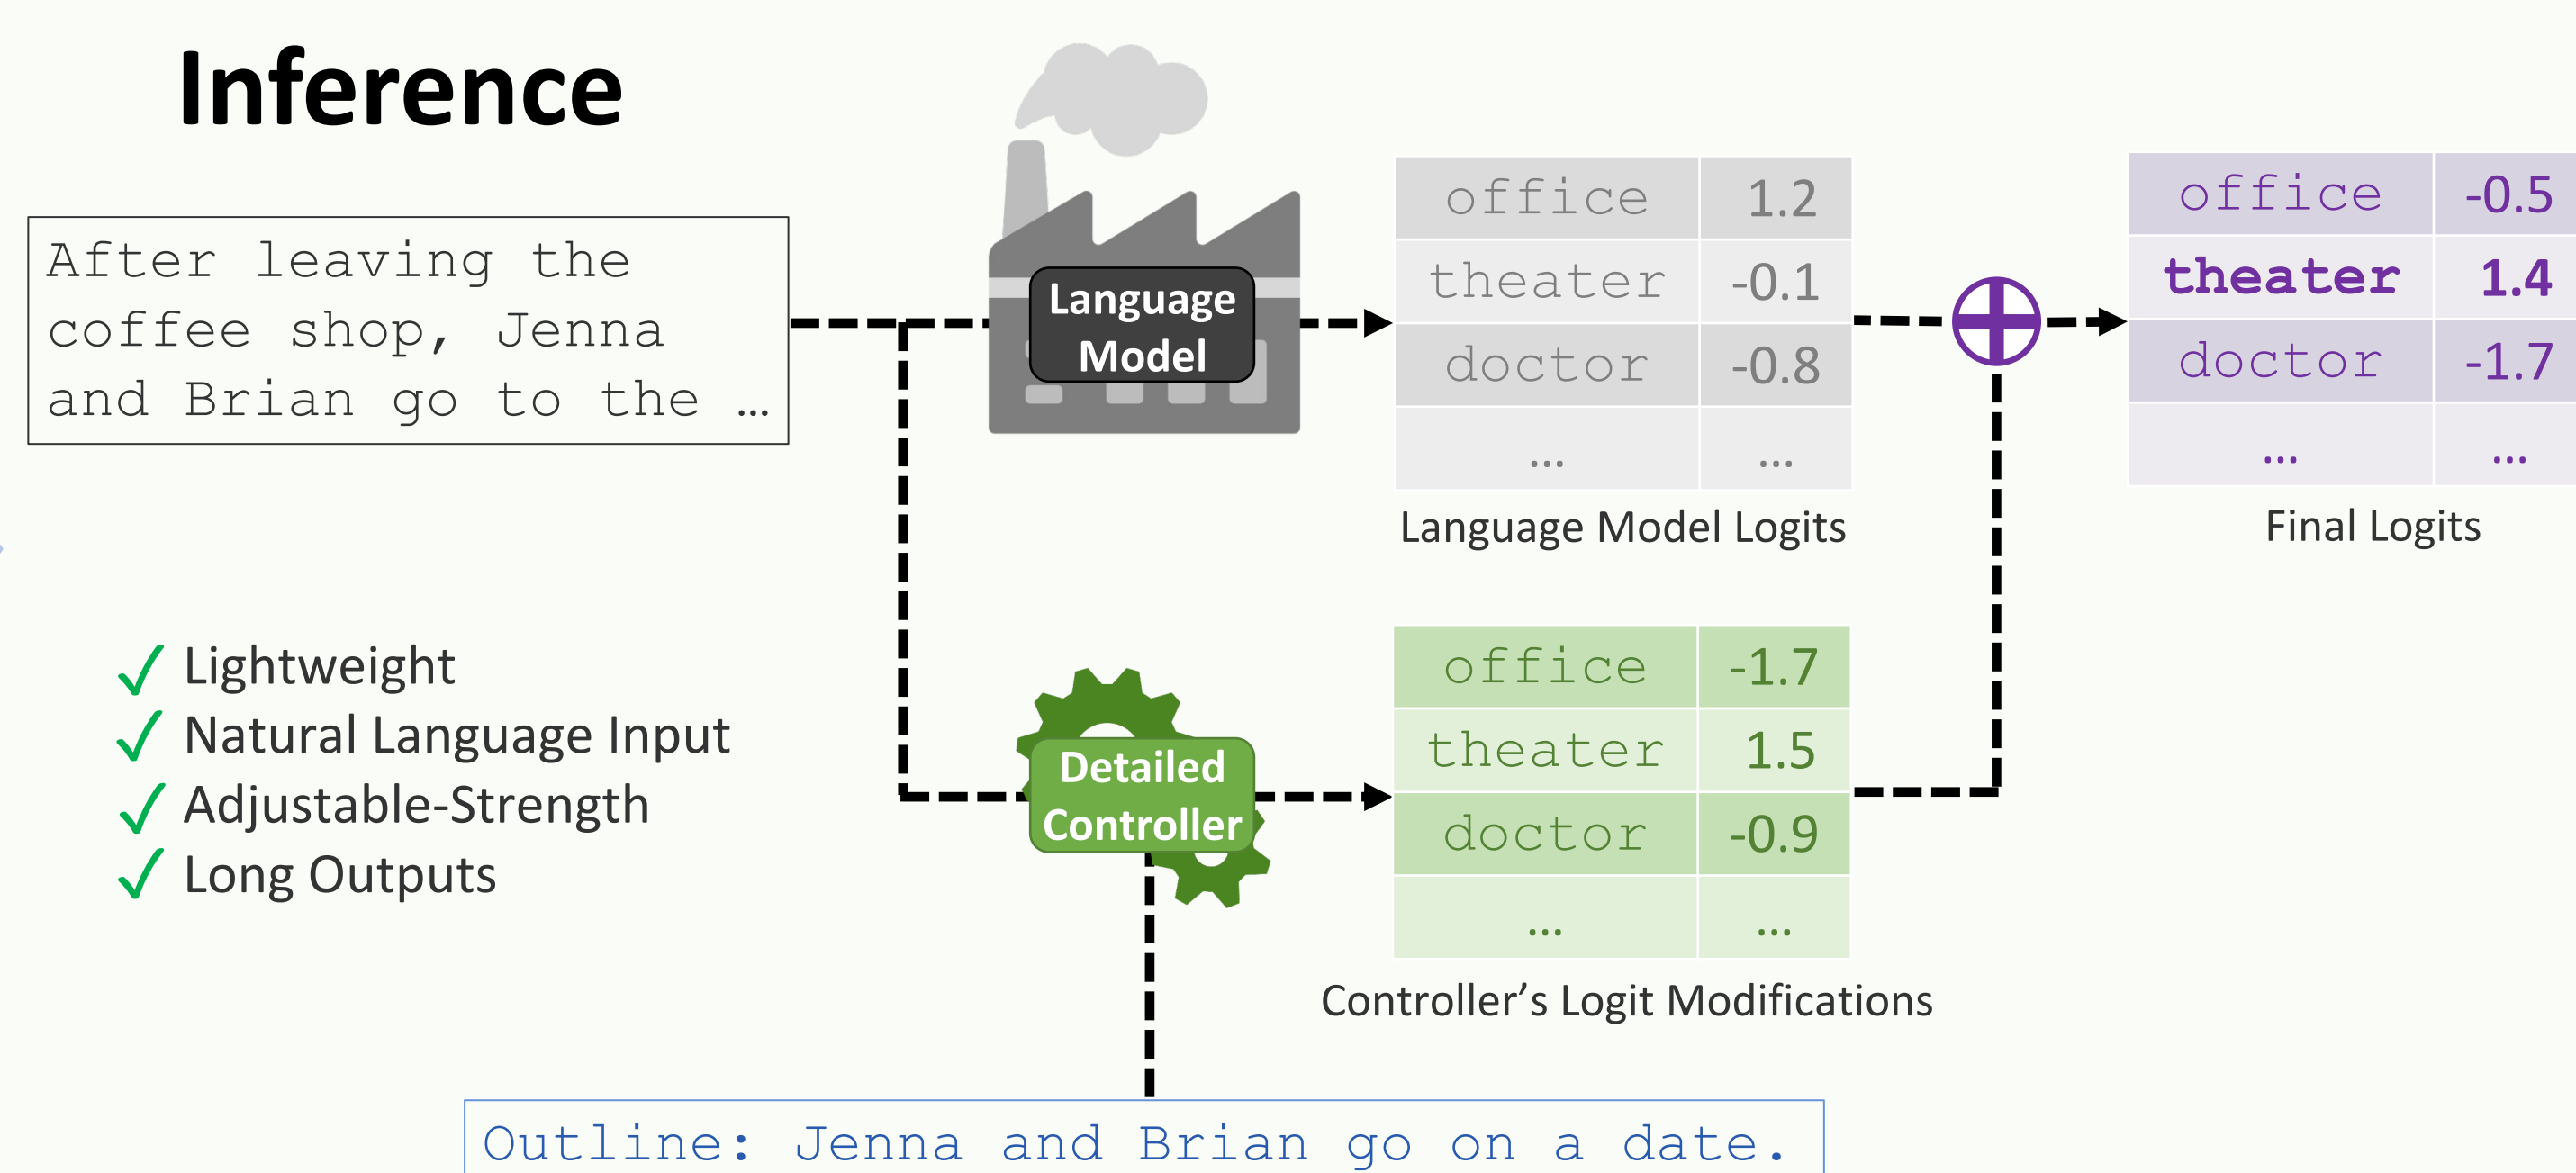 Inference
After leaving the
coffee shop, Jenna
and Brian go to the …
Language
Model
office 1.2
theater -0.1
doctor -0.8
… …
Language Model Logits
office -0.5
theater 1.4
doctor -1.7
… …
Final Logits
✓ Lightweight
✓ Natural Language Input
✓ Adjustable-Strength
✓ Long Outputs
Detailed
Controller
office -1.7
theater 1.5
doctor -0.9
… …
Controller’s Logit Modifications
Outline: Jenna and Brian go on a date.